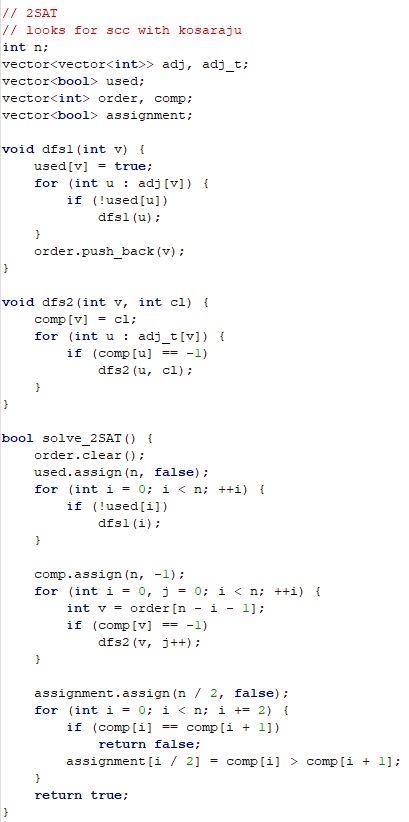 // 2SAT
// looks for scc with kosaraju
int n;
vector<vector<int>> adj, adj_t;
vector<bool> used;
vector<int> order, comp;
vector<bool> assignment;

void dfs1(int v) {
    used[v] = true;
    for (int u : adj[v]) {
        if (!used[u])
            dfs1(u);
    }
    order.push_back(v);
}

void dfs2(int v, int cl) {
    comp[v] = cl;
    for (int u : adj_t[v]) {
        if (comp[u] == -1)
            dfs2(u, cl);
    }
}

bool solve_2SAT() {
    order.clear();
    used.assign(n, false);
    for (int i = 0; i < n; ++i) {
        if (!used[i])
            dfs1(i);
    }

    comp.assign(n, -1);
    for (int i = 0, j = 0; i < n; ++i) {
        int v = order[n - i - 1];
        if (comp[v] == -1)
            dfs2(v, j++);
    }

    assignment.assign(n / 2, false);
    for (int i = 0; i < n; i += 2) {
        if (comp[i] == comp[i + 1])
            return false;
        assignment[i / 2] = comp[i] > comp[i + 1];
    }
    return true;
}